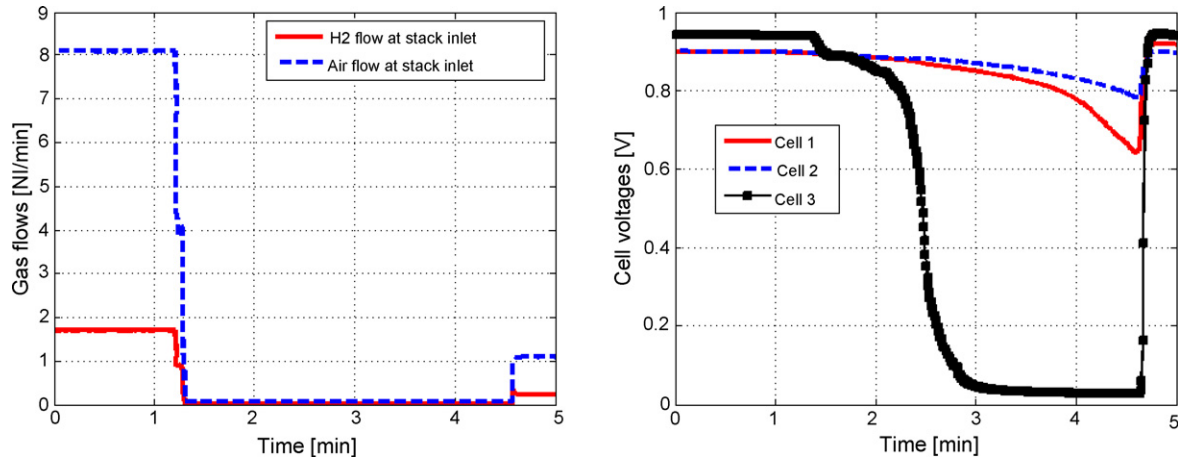 9
8
7
6
5
4
3
2
1
0
Gas flows [Nl/min]
H2 flow at stack inlet
Air flow at stack inlet
0 1 2 3 4 5
Time [min]
1
0.8
0.6
0.4
0.2
0
Cell voltages [V]
Cell 1
Cell 2
Cell 3
0 1 2 3 4 5
Time [min]